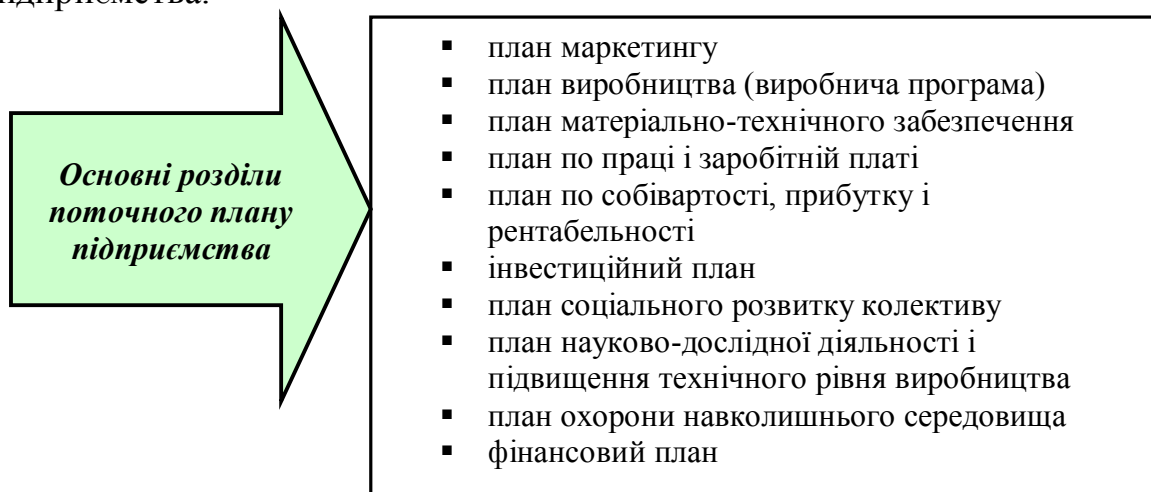 Основні розділи
поточного плану
підприємства
▪ план маркетингу
▪ план виробництва (виробнича програма)
▪ план матеріально-технічного забезпечення
▪ план по праці і заробітній платі
▪ план по собівартості, прибутку і
рентабельності
▪ інвестиційний план
▪ план соціального розвитку колективу
▪ план науково-дослідної діяльності і
підвищення технічного рівня виробництва
▪ план охорони навколишнього середовища
▪ фінансовий план